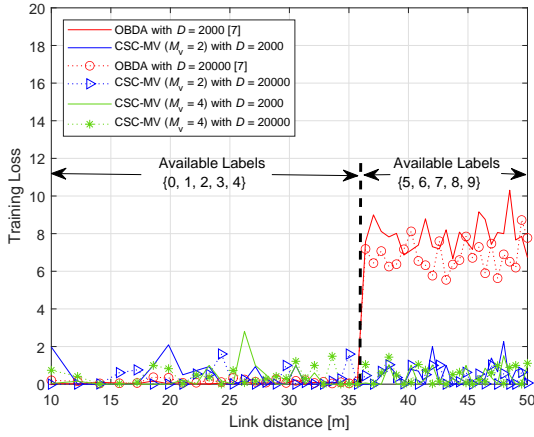 20
18
16
14
12
10
8
6
4
2
0
Training Loss
OBDA with D = 2000 [7]
CSC-MV (Mv = 2) with D = 2000
OBDA with D = 20000 [7]
CSC-MV (Mv = 2) with D = 20000
CSC-MV (Mv = 4) with D = 2000
CSC-MV (Mv = 4) with D = 20000
Available Labels
{0, 1, 2, 3, 4}
Available Labels
{5, 6, 7, 8, 9}
10 15 20 25 30 35 40 45 50
Link distance [m]